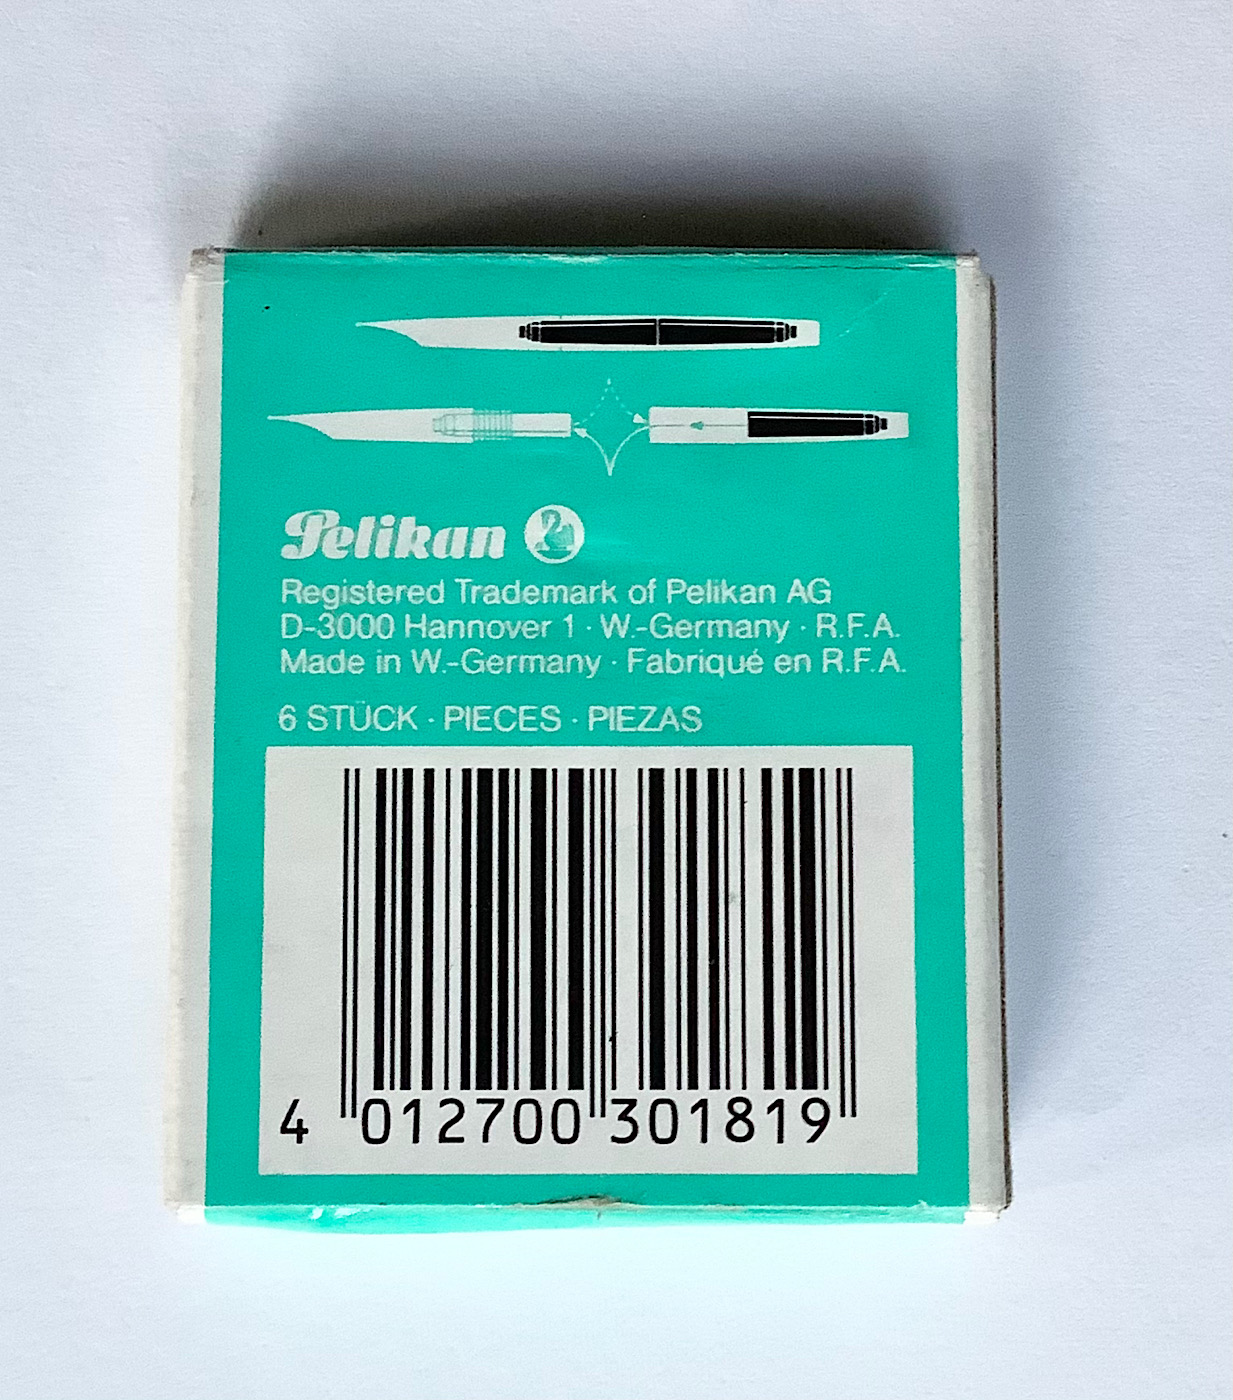 Pelikan
Registered Trademark of Pelikan AG
D-3000 Hannover 1 · W.-Germany · R.F.A.
Made in W.-Germany · Fabriqué en R.F.A.
6 STÜCK · PIECES · PIEZAS
4 012700 301819